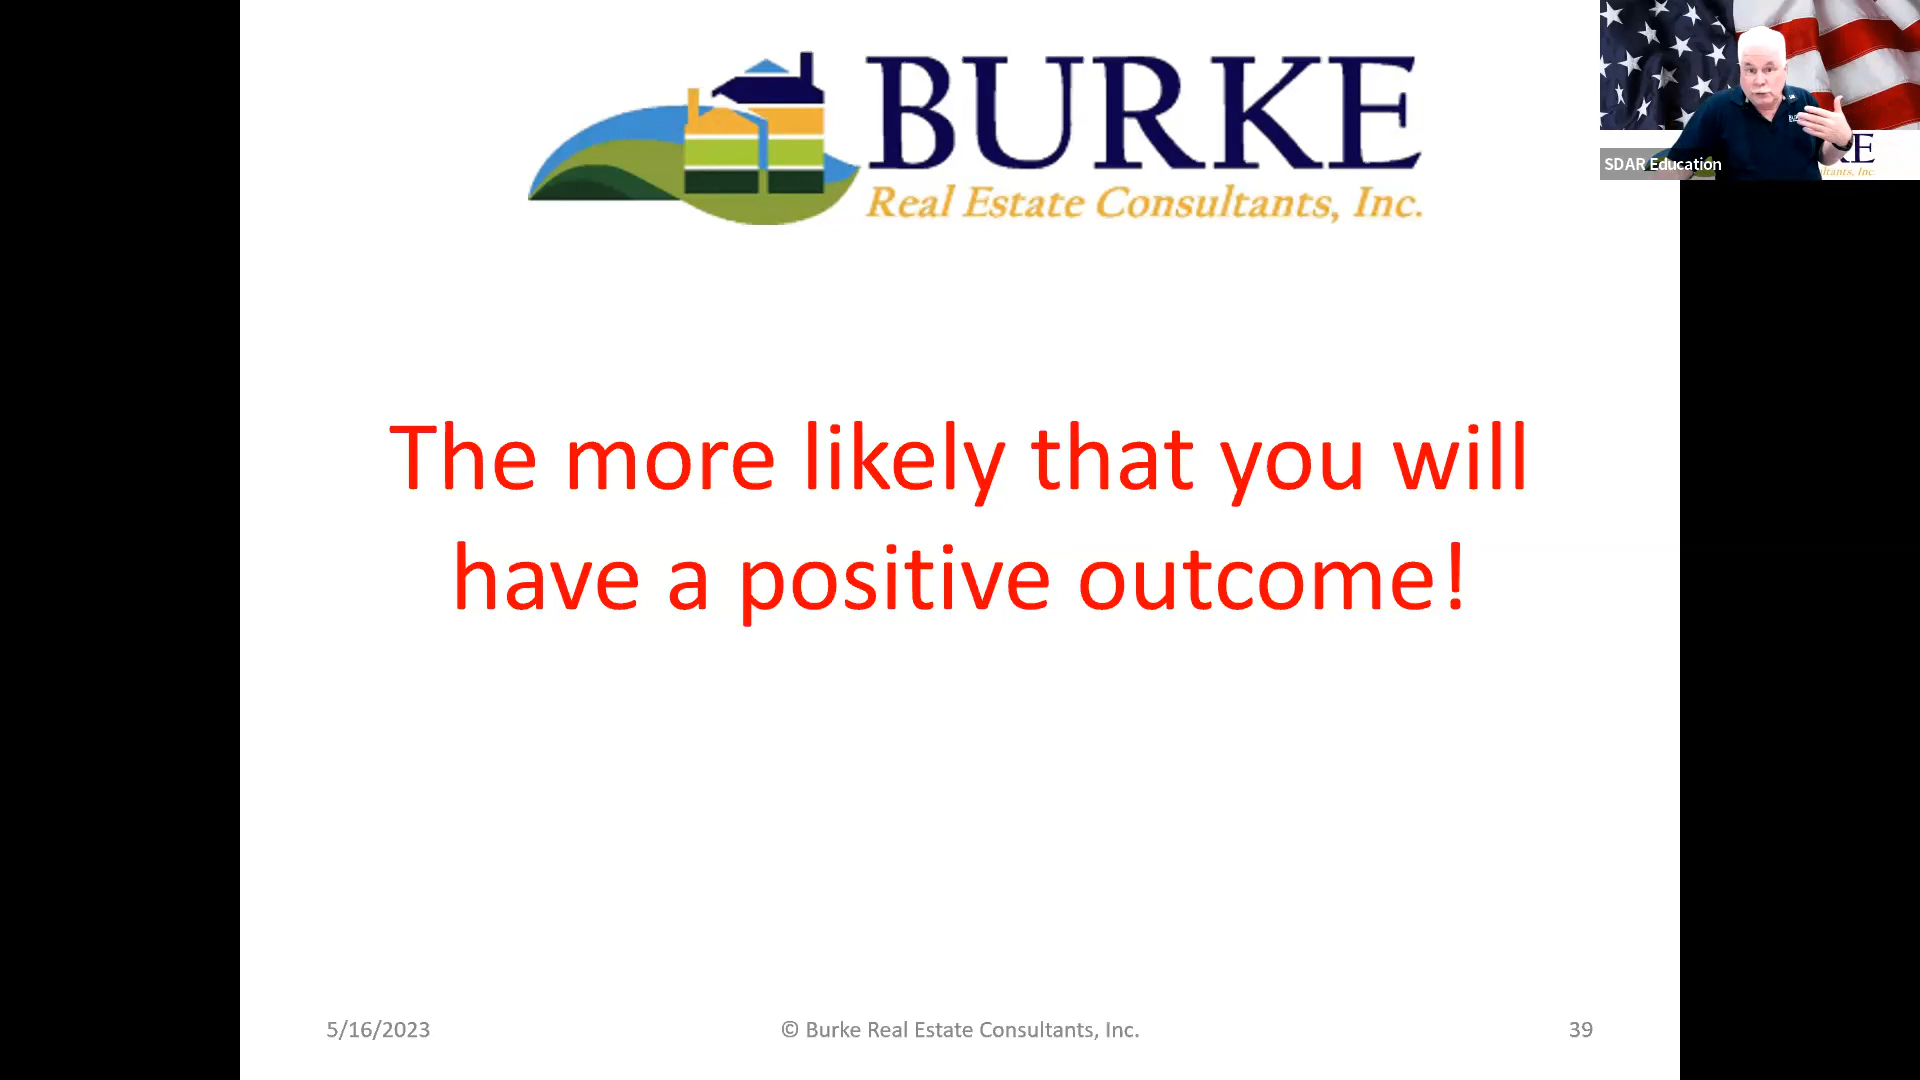 BURKE
Real Estate Consultants, Inc.
SDAR Education
The more likely that you will
have a positive outcome!
5/16/2023
© Burke Real Estate Consultants, Inc.
39